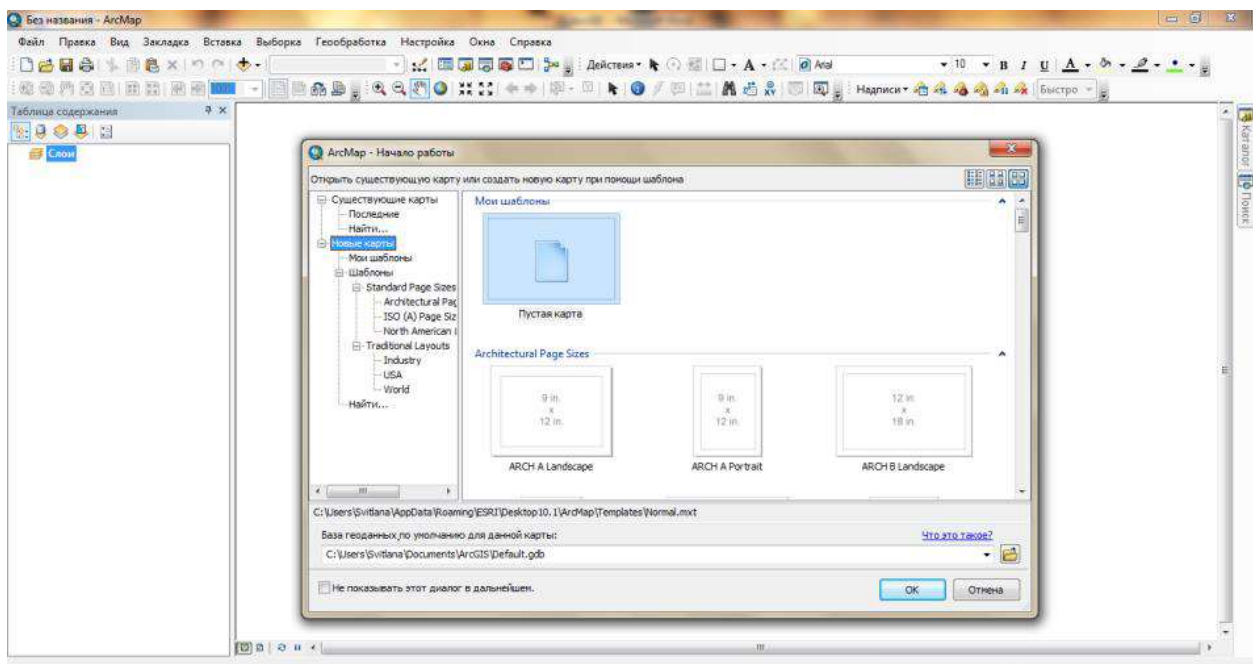 Без названия - ArcMap
Файл Правка Вид Закладка Вставка Выборка Геообработка Настройка Окна Справка
Действия A Arial 10 B I U A
100% Надписи Быстро
Таблица содержания
Слои
Каталог
Поиск
ArcMap - Начало работы
Открыть существующую карту или создать новую карту при помощи шаблона
Существующие карты
Последние
Найти...
Новые карты
Мои шаблоны
Шаблоны
Standard Page Sizes
Architectural Pag
ISO (A) Page Siz
North American
Traditional Layouts
Industry
USA
World
Найти...
Мои шаблоны
Пустая карта
Architectural Page Sizes
9 in. x 12 in.
9 in. x 12 in.
12 in. x 18 in.
ARCH A Landscape ARCH A Portrait ARCH B Landscape
C:\Users\Svitlana\AppData\Roaming\ESRI\Desktop10.1\ArcMap\Templates\Normal.mxt
База геоданных по умолчанию для данной карты:
Что это такое?
C:\Users\Svitlana\Documents\ArcGIS\Default.gdb
Не показывать этот диалог в дальнейшем.
OK Отмена